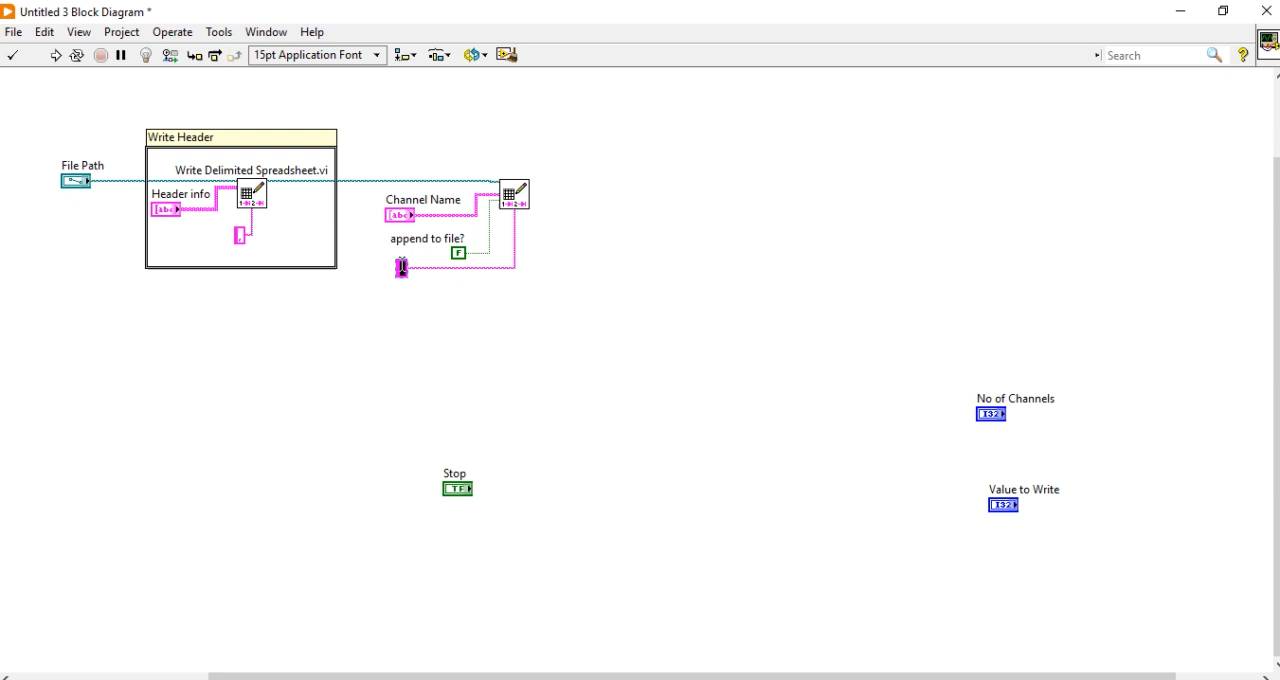 Untitled 3 Block Diagram *
File Edit View Project Operate Tools Window Help
15pt Application Font
Search
?
Write Header
File Path
Write Delimited Spreadsheet.vi
Header info
[abc
,
Channel Name
[abc
append to file?
F
No of Channels
I32
Stop
TF
Value to Write
I32